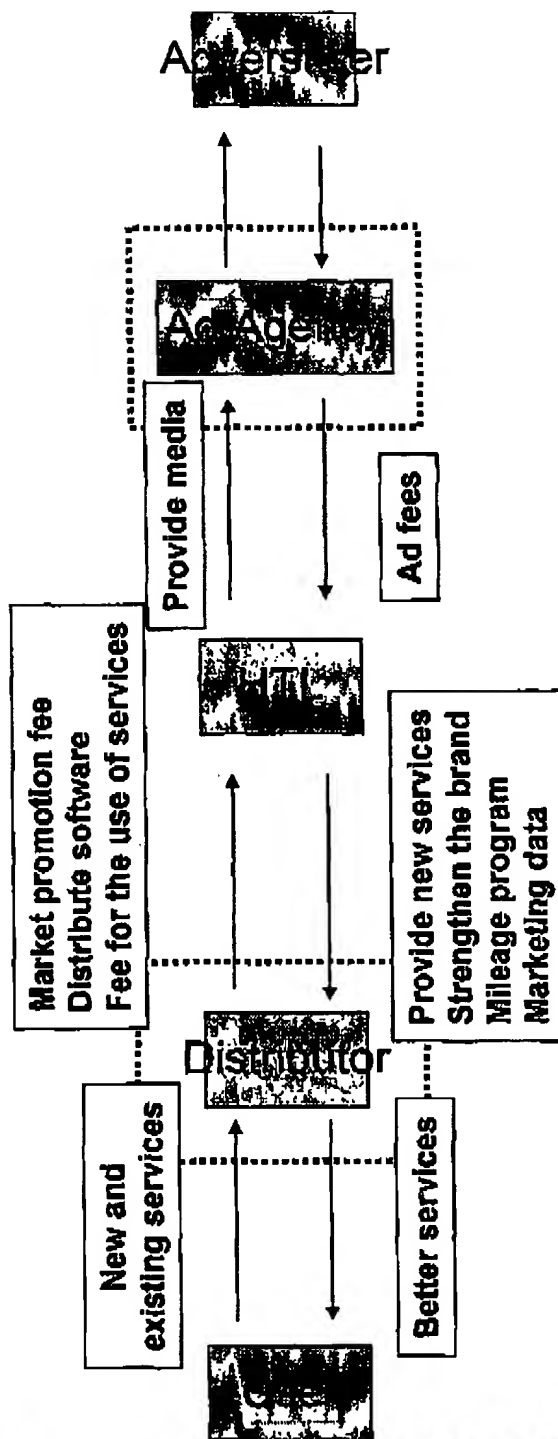 New and
existing services
Market promotion fee
Distribute software
Fee for the use of services
Provide media
Distributor
Ad Agency
Advertiser
Better services
Provide new services
Strengthen the brand
Mileage program
Marketing data
Ad fees